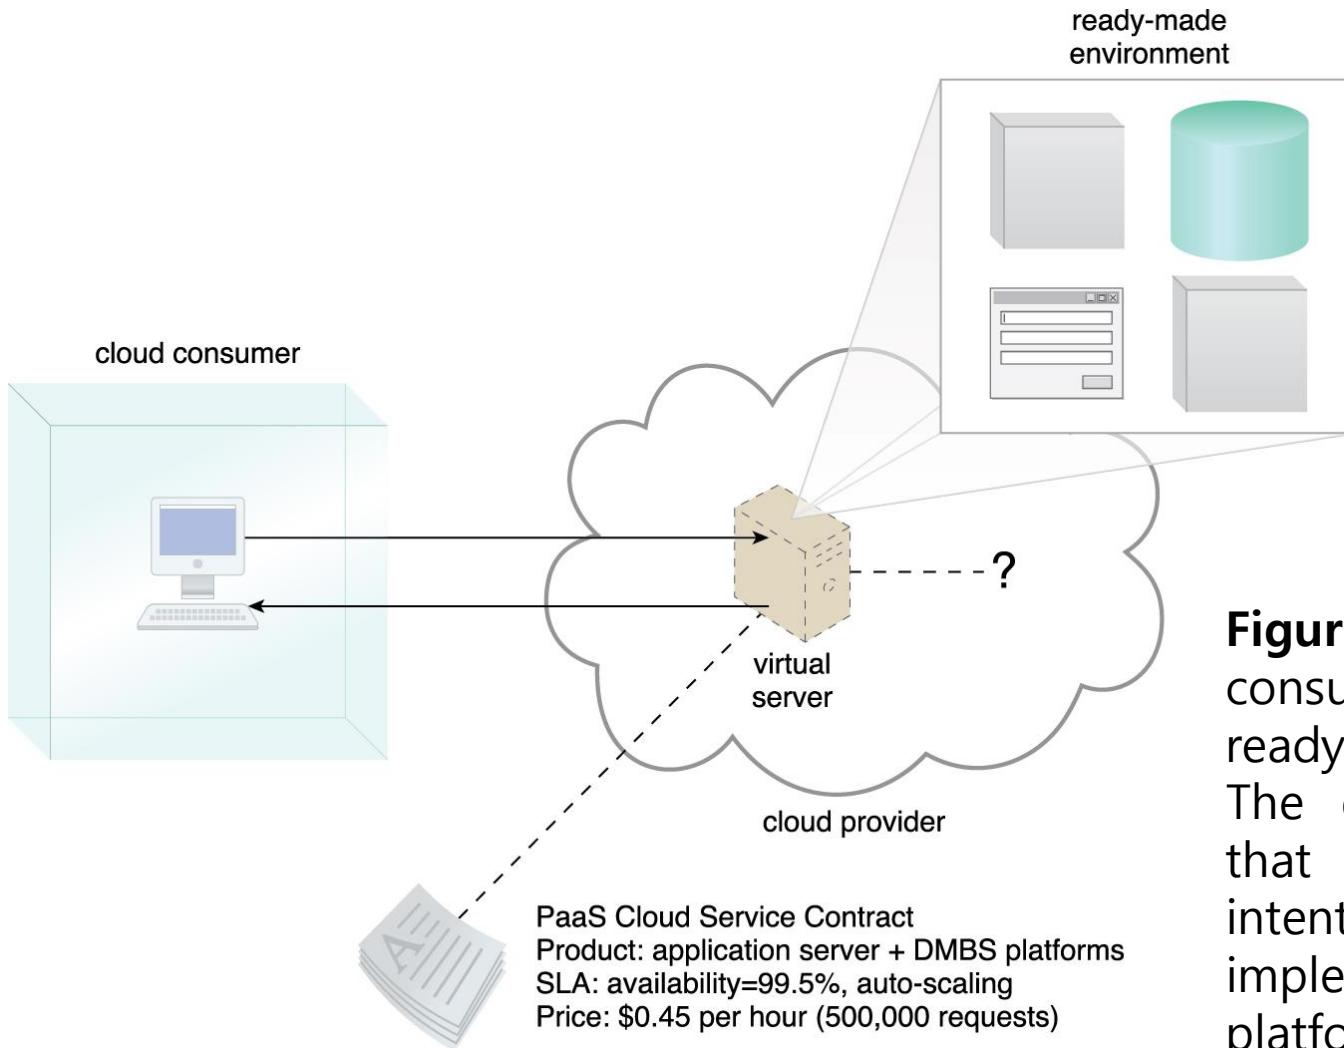 ready-made
environment
cloud consumer
?
virtual
server
cloud provider
PaaS Cloud Service Contract
Product: application server + DMBS platforms
SLA: availability=99.5%, auto-scaling
Price: $0.45 per hour (500,000 requests)
A
Figur
consu
ready
The
that
intent
imple
platfo